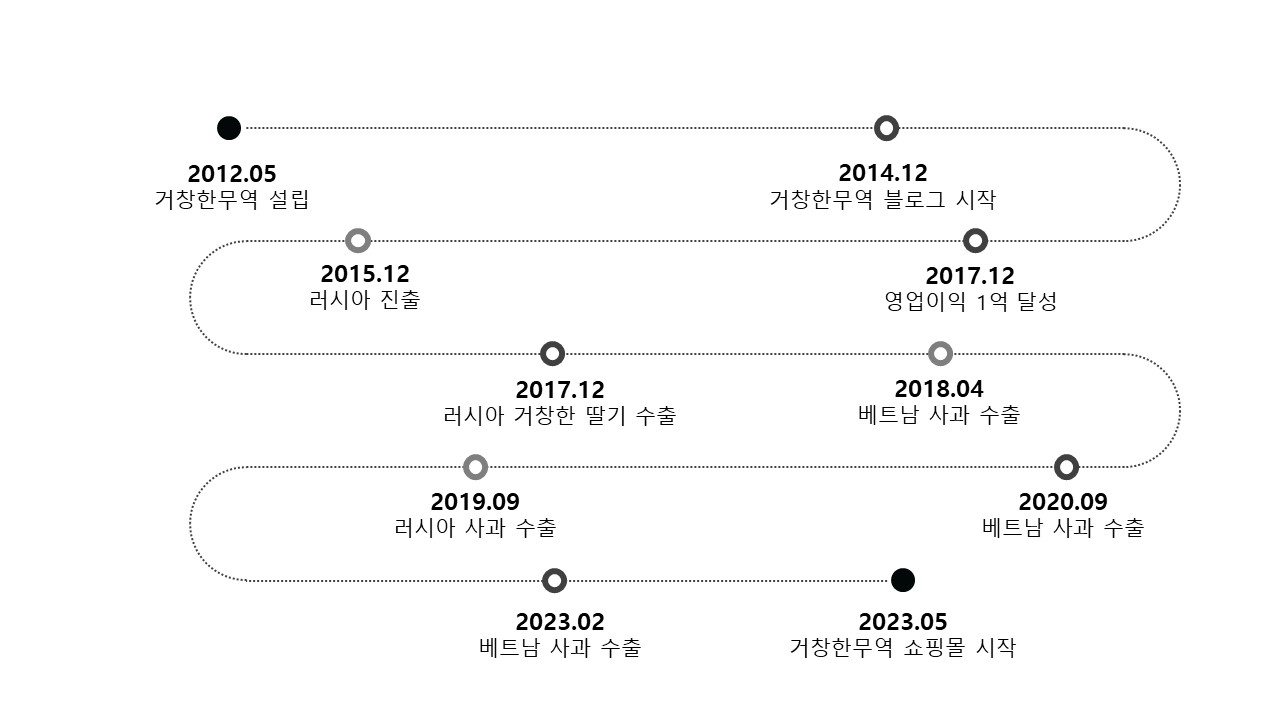 2012.05
거창한무역 설립
2014.12
거창한무역 블로그 시작
2015.12
러시아 진출
2017.12
영업이익 1억 달성
2017.12
러시아 거창한 딸기 수출
2018.04
베트남 사과 수출
2019.09
러시아 사과 수출
2020.09
베트남 사과 수출
2023.02
베트남 사과 수출
2023.05
거창한무역 쇼핑몰 시작